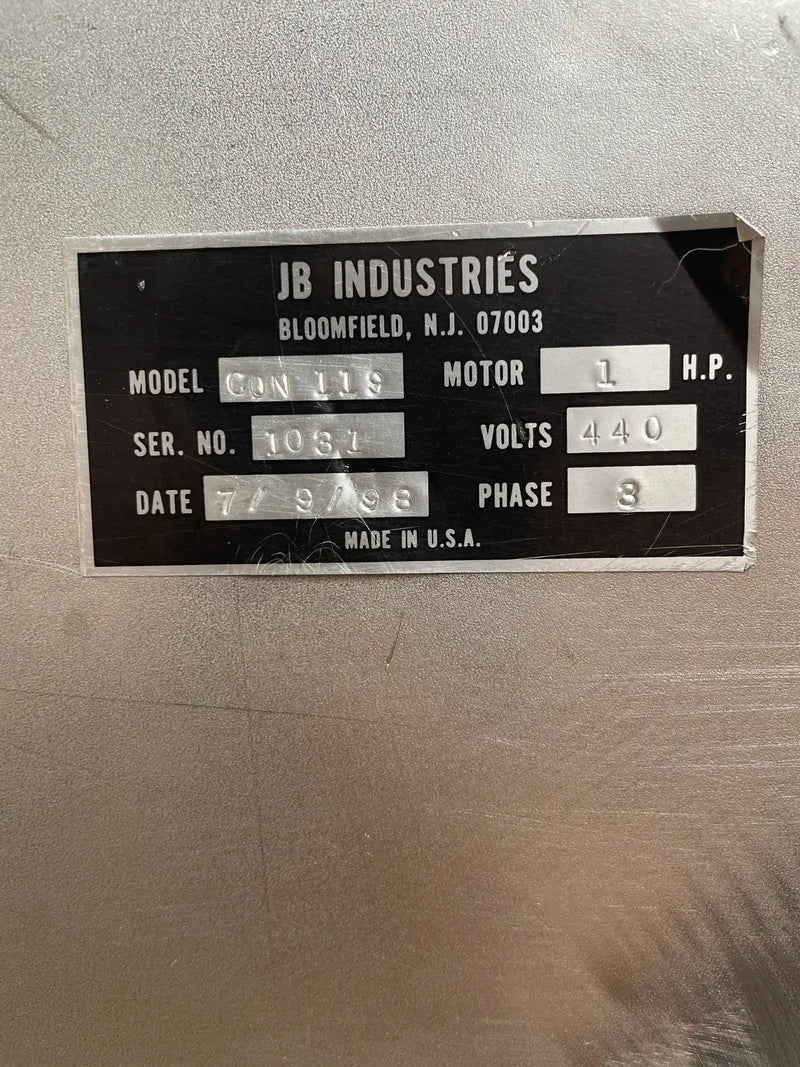 JB INDUSTRIES
BLOOMFIELD, N.J. 07003
MODEL CON 119 MOTOR 1 H.P.
SER. NO. 1031 VOLTS 440
DATE 7/9/98 PHASE 3
MADE IN U.S.A.